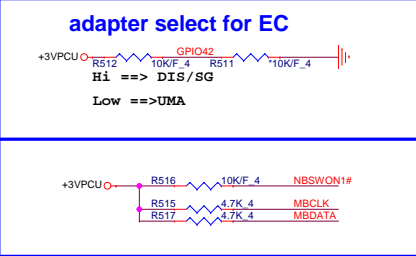 adapter select for EC
+3VPCU R512 10K/F_4 GPIO42 R511 *10K/F_4
Hi ==> DIS/SG
Low ==>UMA
+3VPCU R516 10K/F_4 NBSWON1#
R515 4.7K_4 MBCLK
R517 4.7K_4 MBDATA